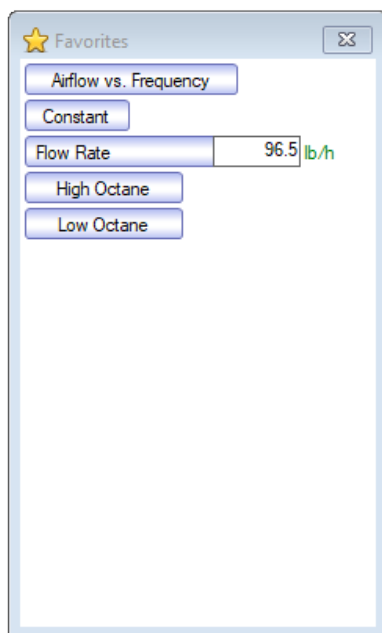 Favorites
Airflow vs. Frequency
Constant
Flow Rate 96.5 lb/h
High Octane
Low Octane